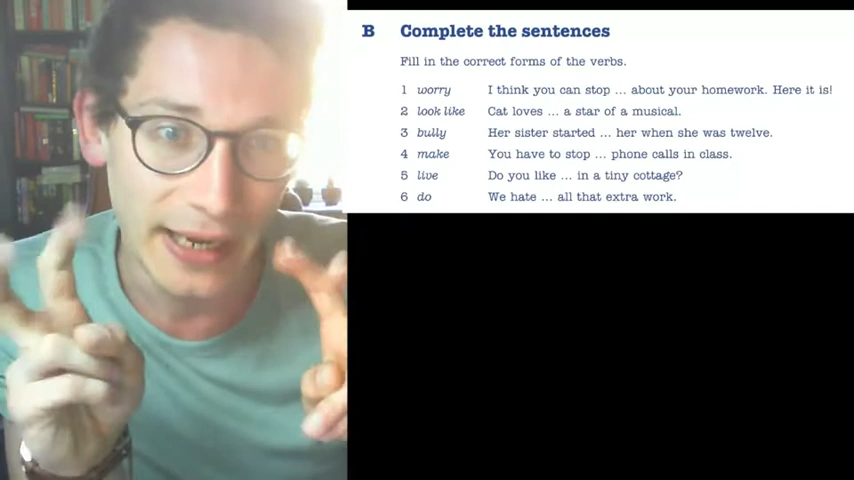 B Complete the sentences
Fill in the correct forms of the verbs.
1 worry I think you can stop ... about your homework. Here it is!
2 look like Cat loves ... a star of a musical.
3 bully Her sister started ... her when she was twelve.
4 make You have to stop ... phone calls in class.
5 live Do you like ... in a tiny cottage?
6 do We hate ... all that extra work.